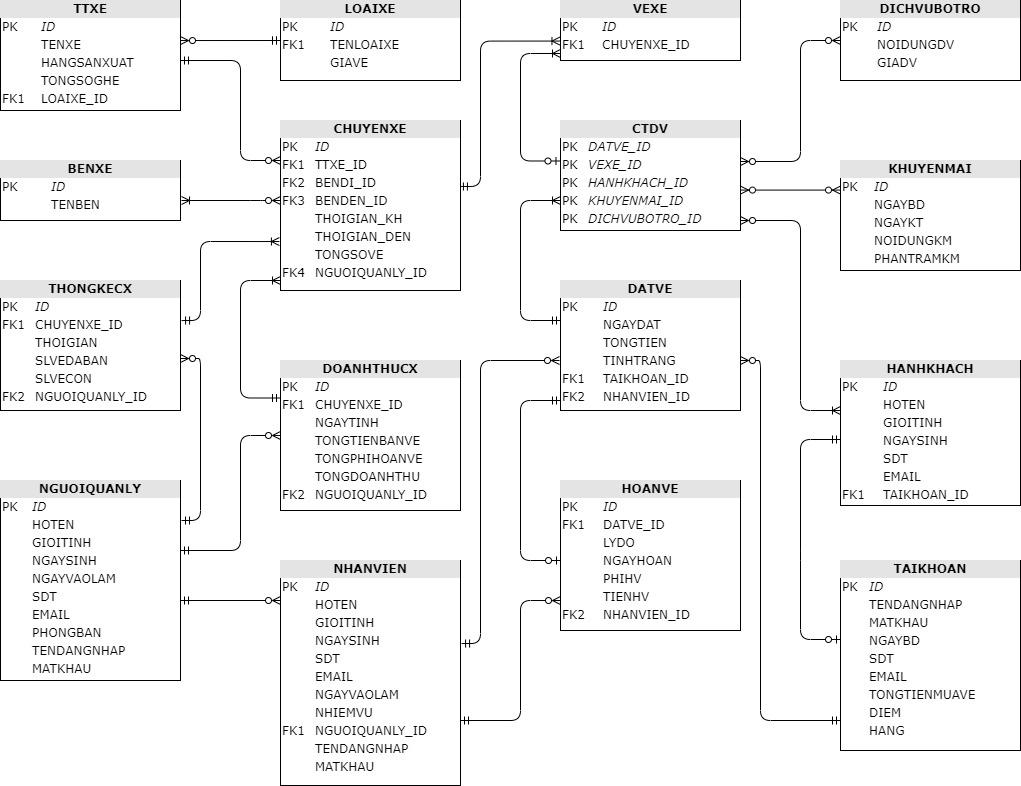 TTXE
PK ID
TENXE
HANGSANXUAT
TONGSOGHE
FK1 LOAIXE_ID
LOAIXE
PK ID
FK1 TENLOAIXE
GIAVE
VEXE
PK ID
FK1 CHUYENXE_ID
DICHVUBOTRO
PK ID
NOIDUNGDV
GIADV
BENXE
PK ID
TENBEN
CHUYENXE
PK ID
FK1 TTXE_ID
FK2 BENDI_ID
FK3 BENDEN_ID
THOIGIAN_KH
THOIGIAN_DEN
TONGSOVE
FK4 NGUOIQUANLY_ID
CTDV
PK DATVE_ID
PK VEXE_ID
PK HANHKHACH_ID
PK KHUYENMAI_ID
PK DICHVUBOTRO_ID
KHUYENMAI
PK ID
NGAYBD
NGAYKT
NOIDUNGKM
PHANTRAMKM
THONGKECX
PK ID
FK1 CHUYENXE_ID
THOIGIAN
SLVEDABAN
SLVECON
FK2 NGUOIQUANLY_ID
DOANHTHUCX
PK ID
FK1 CHUYENXE_ID
NGAYTINH
TONGTIENBANVE
TONGPHIHOANVE
TONGDOANHTHU
FK2 NGUOIQUANLY_ID
DATVE
PK ID
NGAYDAT
TONGTIEN
TINHTRANG
FK1 TAIKHOAN_ID
FK2 NHANVIEN_ID
HANHKHACH
PK ID
HOTEN
GIOITINH
NGAYSINH
SDT
EMAIL
FK1 TAIKHOAN_ID
NGUOIQUANLY
PK ID
HOTEN
GIOITINH
NGAYSINH
NGAYVAOLAM
SDT
EMAIL
PHONGBAN
TENDANGNHAP
MATKHAU
NHANVIEN
PK ID
HOTEN
GIOITINH
NGAYSINH
SDT
EMAIL
NGAYVAOLAM
NHIEMVU
FK1 NGUOIQUANLY_ID
TENDANGNHAP
MATKHAU
HOANVE
PK ID
FK1 DATVE_ID
LYDO
NGAYHOAN
PHIHV
TIENHV
FK2 NHANVIEN_ID
TAIKHOAN
PK ID
TENDANGNHAP
MATKHAU
NGAYBD
SDT
EMAIL
TONGTIENMUAVE
DIEM
HANG